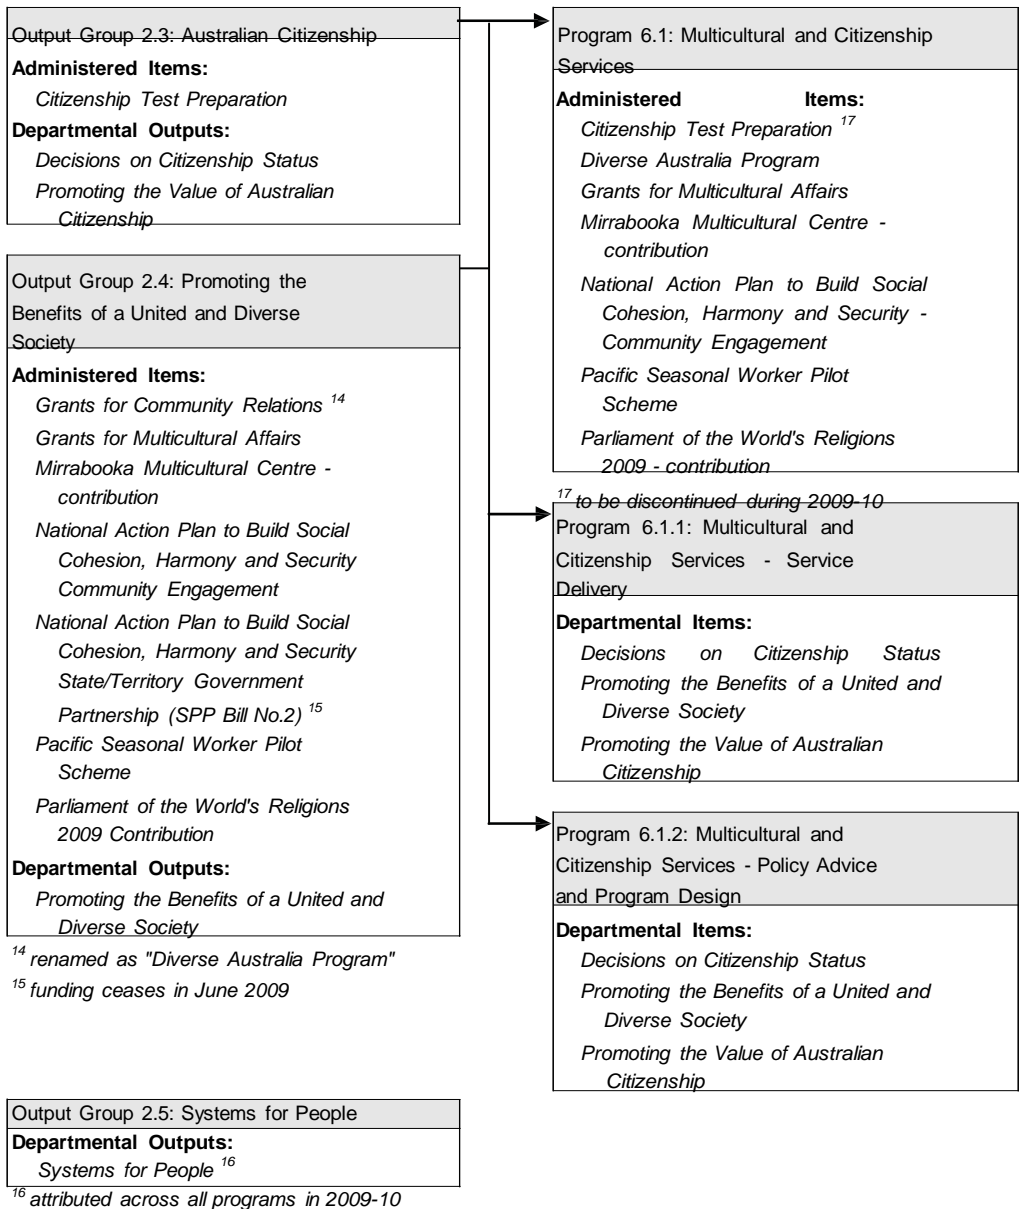 Output Group 2.3: Australian Citizenship
Administered Items:
Citizenship Test Preparation
Departmental Outputs:
Decisions on Citizenship Status
Promoting the Value of Australian
Citizenship
Output Group 2.4: Promoting the
Benefits of a United and Diverse
Society
Administered Items:
Grants for Community Relations 14
Grants for Multicultural Affairs
Mirrabooka Multicultural Centre -
contribution
National Action Plan to Build Social
Cohesion, Harmony and Security
Community Engagement
National Action Plan to Build Social
Cohesion, Harmony and Security
State/Territory Government
Partnership (SPP Bill No.2) 15
Pacific Seasonal Worker Pilot
Scheme
Parliament of the World's Religions
2009 Contribution
Departmental Outputs:
Promoting the Benefits of a United and
Diverse Society
14 renamed as "Diverse Australia Program"
15 funding ceases in June 2009
Output Group 2.5: Systems for People
Departmental Outputs:
Systems for People 16
16 attributed across all programs in 2009-10
Program 6.1: Multicultural and Citizenship
Services
Administered Items:
Citizenship Test Preparation 17
Diverse Australia Program
Grants for Multicultural Affairs
Mirrabooka Multicultural Centre -
contribution
National Action Plan to Build Social
Cohesion, Harmony and Security -
Community Engagement
Pacific Seasonal Worker Pilot
Scheme
Parliament of the World's Religions
2009 - contribution
17 to be discontinued during 2009-10
Program 6.1.1: Multicultural and
Citizenship Services - Service
Delivery
Departmental Items:
Decisions on Citizenship Status
Promoting the Benefits of a United and
Diverse Society
Promoting the Value of Australian
Citizenship
Program 6.1.2: Multicultural and
Citizenship Services - Policy Advice
and Program Design
Departmental Items:
Decisions on Citizenship Status
Promoting the Benefits of a United and
Diverse Society
Promoting the Value of Australian
Citizenship